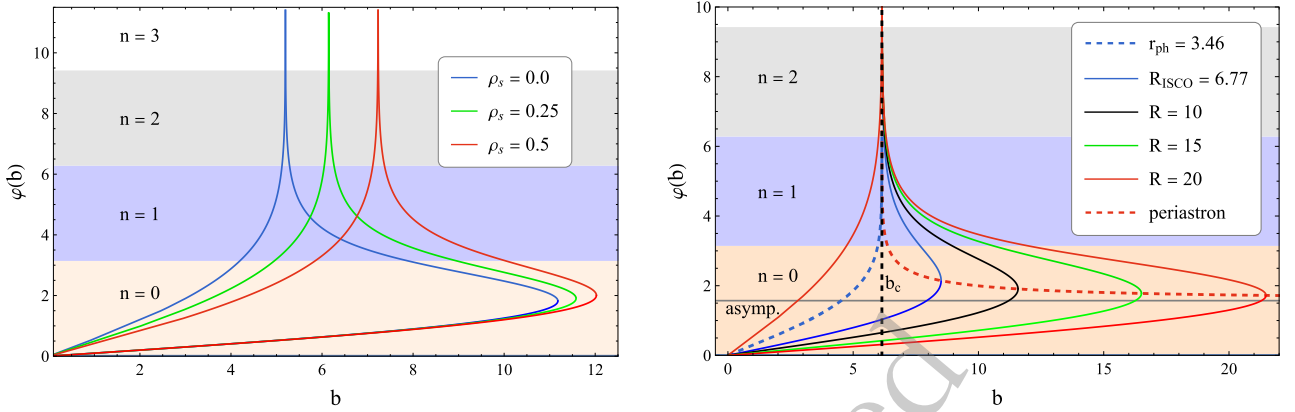 10
8
6
4
2
0
φ(b)
n = 3
n = 2
n = 1
n = 0
ρs = 0.0
ρs = 0.25
ρs = 0.5
2
4
6
8
10
12
b
10
8
6
4
2
0
φ(b)
n = 2
n = 1
n = 0
asymp.
bc
rph = 3.46
RISCO = 6.77
R = 10
R = 15
R = 20
periastron
0
5
10
15
20
b